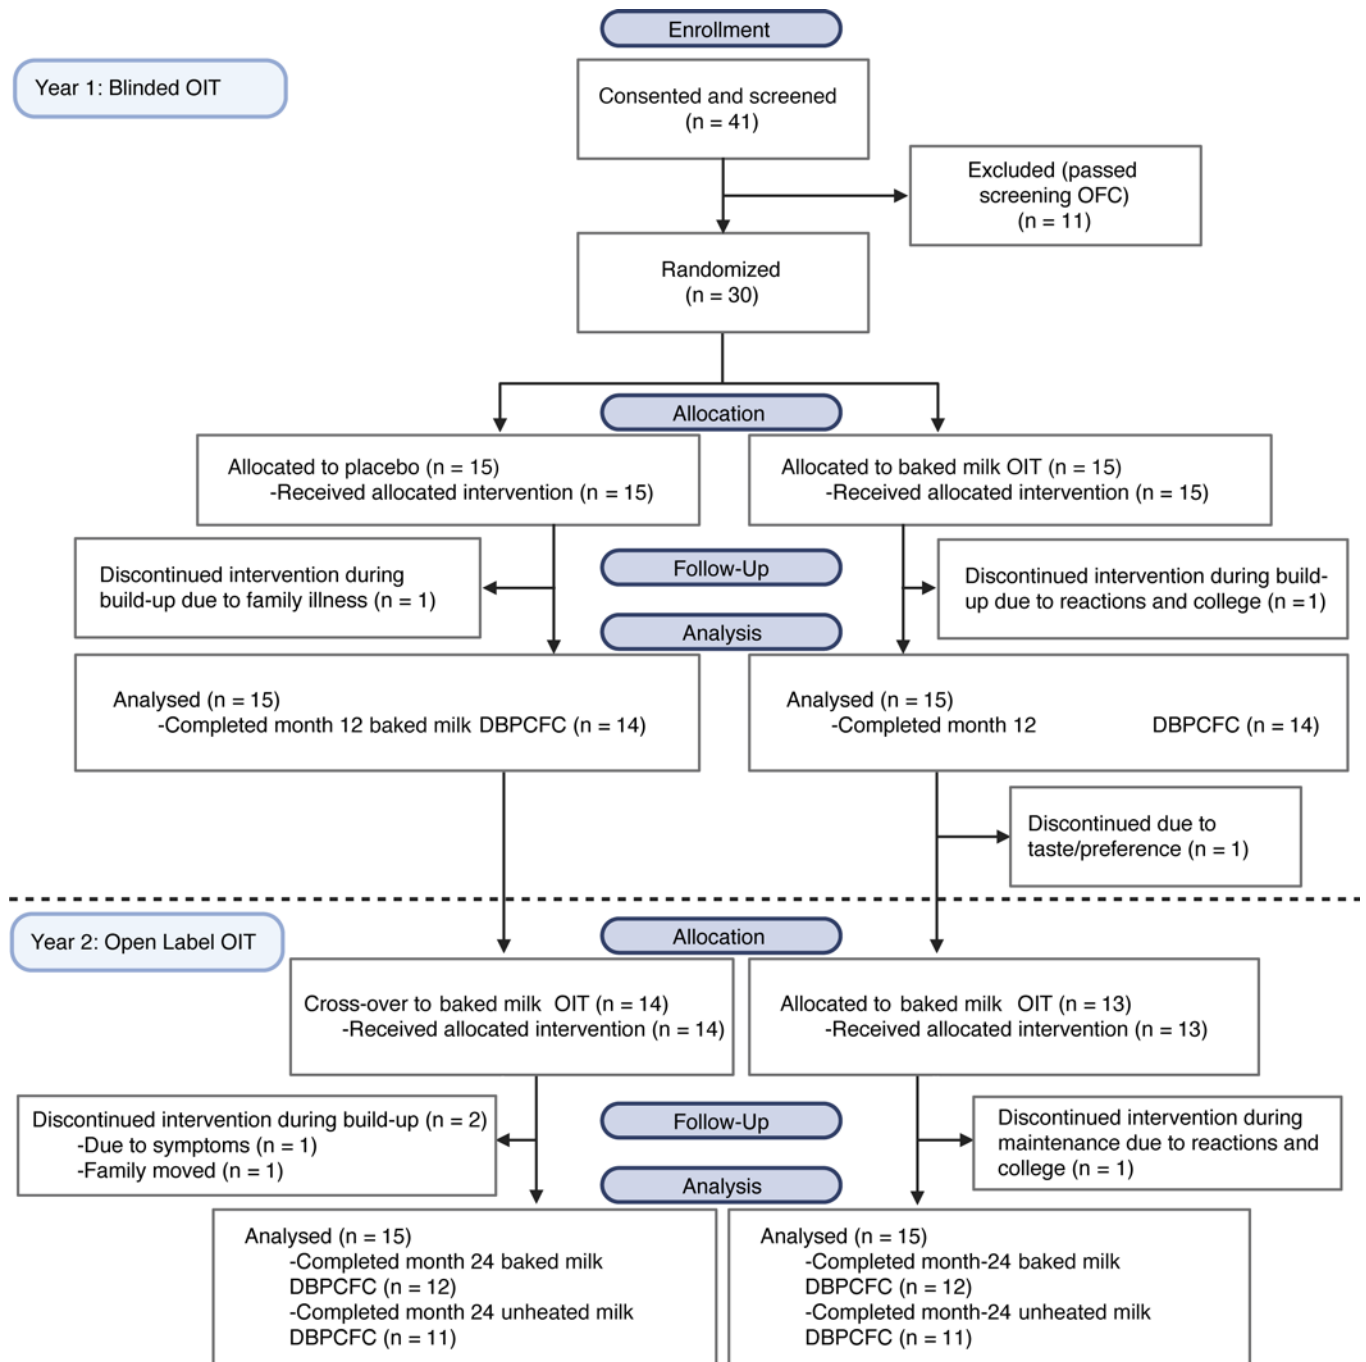 Enrollment
Year 1: Blinded OIT
Consented and screened
(n = 41)
Excluded (passed
screening OFC)
(n = 11)
Randomized
(n = 30)
Allocation
Allocated to placebo (n = 15)
-Received allocated intervention (n = 15)
Allocated to baked milk OIT (n = 15)
-Received allocated intervention (n = 15)
Follow-Up
Discontinued intervention during
build-up due to family illness (n = 1)
Discontinued intervention during build-
up due to reactions and college (n = 1)
Analysis
Analysed (n = 15)
-Completed month 12 baked milk DBPCFC (n = 14)
Analysed (n = 15)
-Completed month 12 DBPCFC (n = 14)
Discontinued due to
taste/preference (n = 1)
Year 2: Open Label OIT
Allocation
Cross-over to baked milk OIT (n = 14)
-Received allocated intervention (n = 14)
Allocated to baked milk OIT (n = 13)
-Received allocated intervention (n = 13)
Follow-Up
Discontinued intervention during build-up (n = 2)
-Due to symptoms (n = 1)
-Family moved (n = 1)
Discontinued intervention during
maintenance due to reactions and
college (n = 1)
Analysis
Analysed (n = 15)
-Completed month 24 baked milk
DBPCFC (n = 12)
-Completed month 24 unheated milk
DBPCFC (n = 11)
Analysed (n = 15)
-Completed month-24 baked milk
DBPCFC (n = 12)
-Completed month-24 unheated milk
DBPCFC (n = 11)